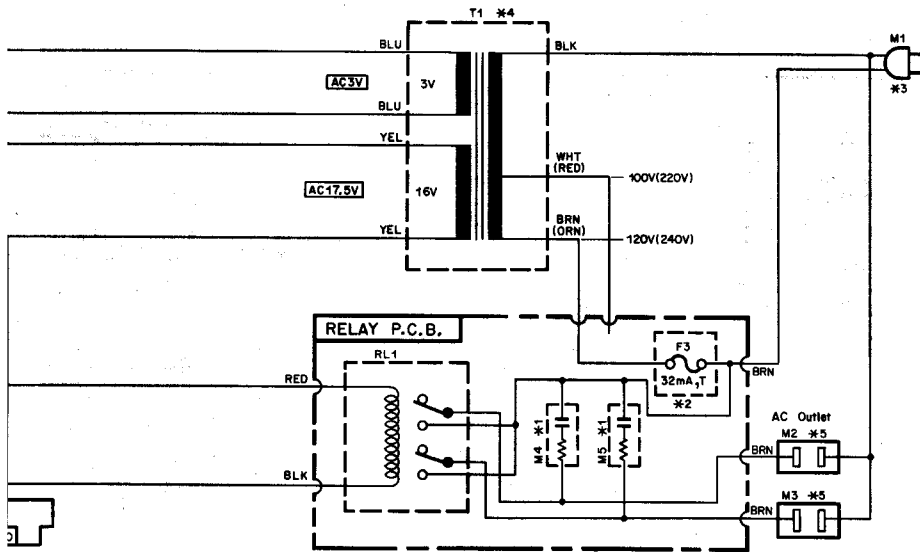 T1 *4
BLU
BLK
M1
AC3V
3V
*3
BLU
YEL
WHT
(RED)
100V(220V)
AC17,5V
16V
BRN
(ORN)
120V(240V)
YEL
RELAY P.C.B.
F3
RL1
32mA,T
BRN
*2
RED
AC Outlet
M4 *1
M5 *1
M2 *5
BRN
BLK
M3 *5
BRN